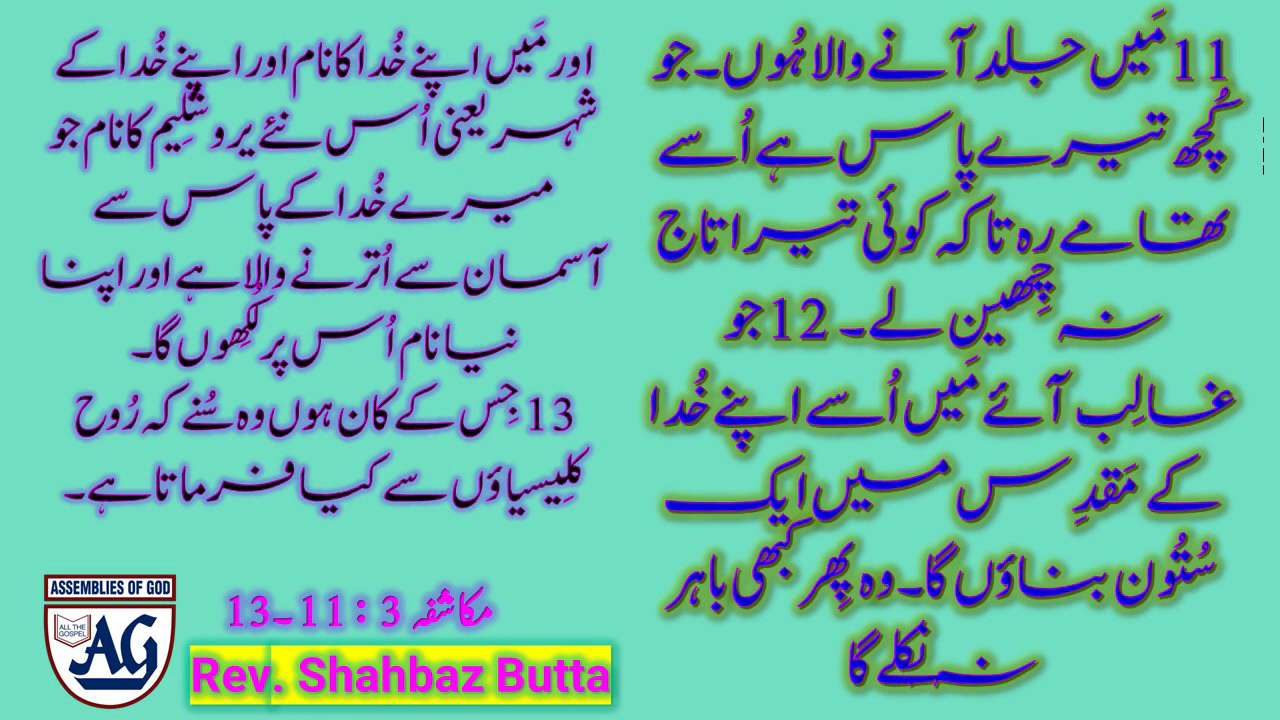 11 مَیں جلد آنے والا ہُوں۔ جو
کُچھ تیرے پاس ہے اُسے
تھامے رہ تاکہ کوئی تیرا تاج
نہ چِھین لے۔ 12 جو
غالِب آئے مَیں اُسے اپنے خُدا
کے مَقدِس میں ایک
سُتُون بناؤں گا۔ وہ پِھر کبھی باہر
نہ نِکلے گا
اور مَیں اپنے خُدا کا نام اور اپنے خُدا کے
شہر یعنی اُس نئے یروشلِیم کا نام جو
میرے خُدا کے پاس سے
آسمان سے اُترنے والا ہے اور اپنا
نیا نام اُس پر لِکُھوں گا۔
13 جِس کے کان ہوں وہ سُنے کہ رُوح
کلِیسیاؤں سے کیا فرماتا ہے۔
مکاشفہ 3 : 11۔13
Rev. Shahbaz Butta
ASSEMBLIES OF GOD
ALL THE
GOSPEL
AG